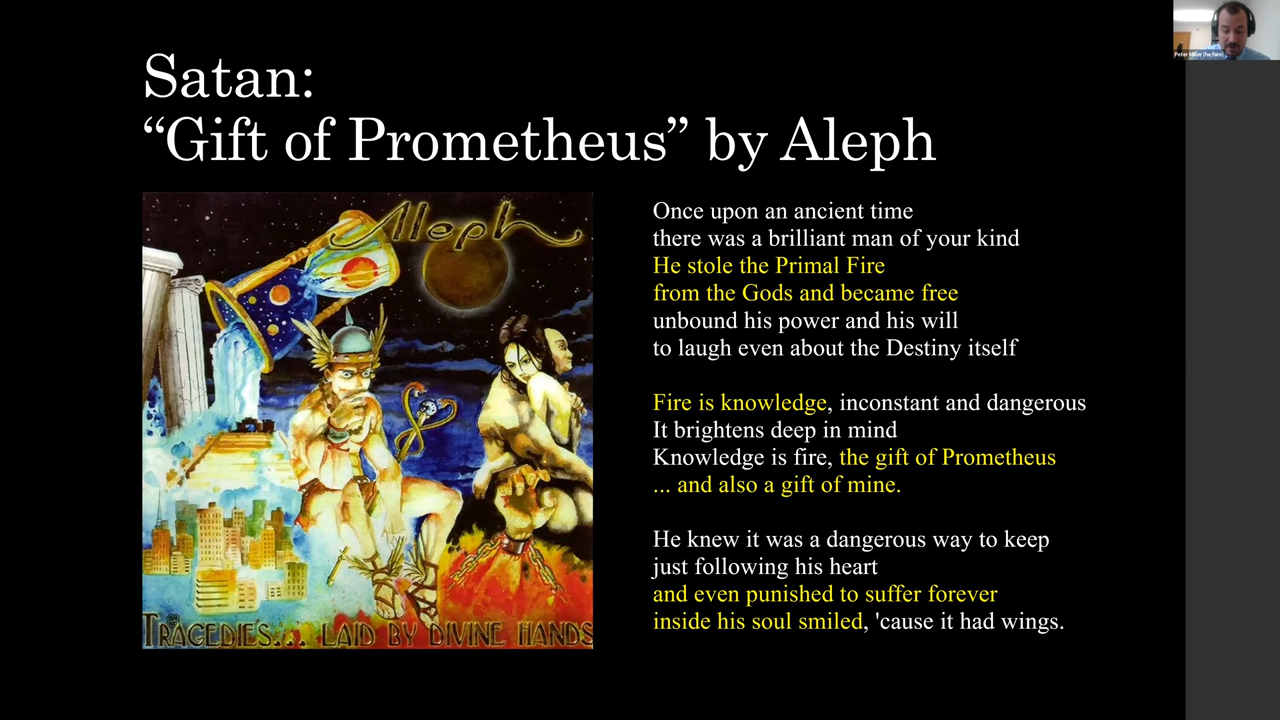 Satan:
“Gift of Prometheus” by Aleph
Peter Miller (he/him)
Aleph
TRAGEDIE'S... LAID BY DIVINE HANDS
Once upon an ancient time
there was a brilliant man of your kind
He stole the Primal Fire
from the Gods and became free
unbound his power and his will
to laugh even about the Destiny itself
Fire is knowledge, inconstant and dangerous
It brightens deep in mind
Knowledge is fire, the gift of Prometheus
... and also a gift of mine.
He knew it was a dangerous way to keep
just following his heart
and even punished to suffer forever
inside his soul smiled, 'cause it had wings.